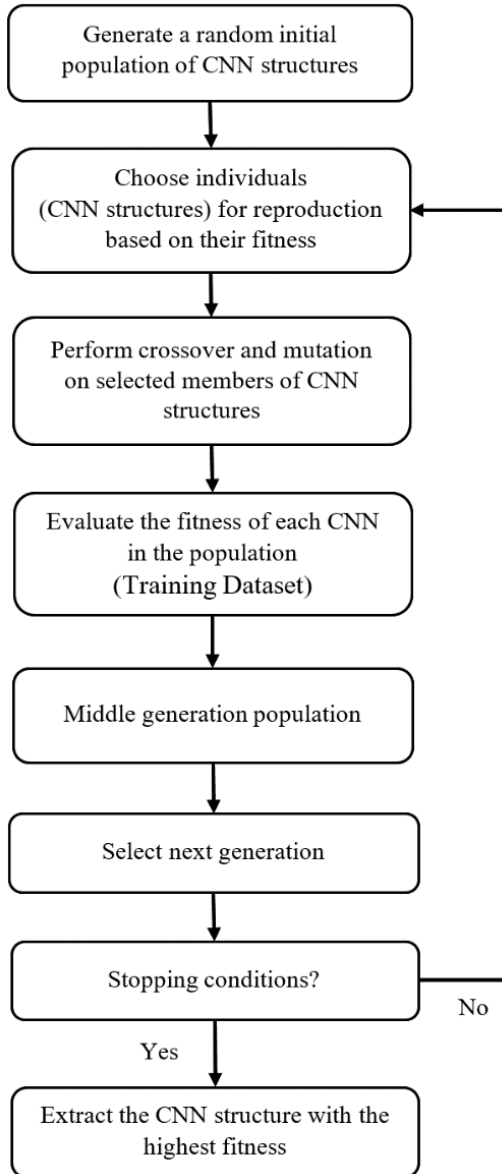 Generate a random initial
population of CNN structures
Choose individuals
(CNN structures) for reproduction
based on their fitness
Perform crossover and mutation
on selected members of CNN
structures
Evaluate the fitness of each CNN
in the population
(Training Dataset)
Middle generation population
Select next generation
Stopping conditions?
No
Yes
Extract the CNN structure with the
highest fitness